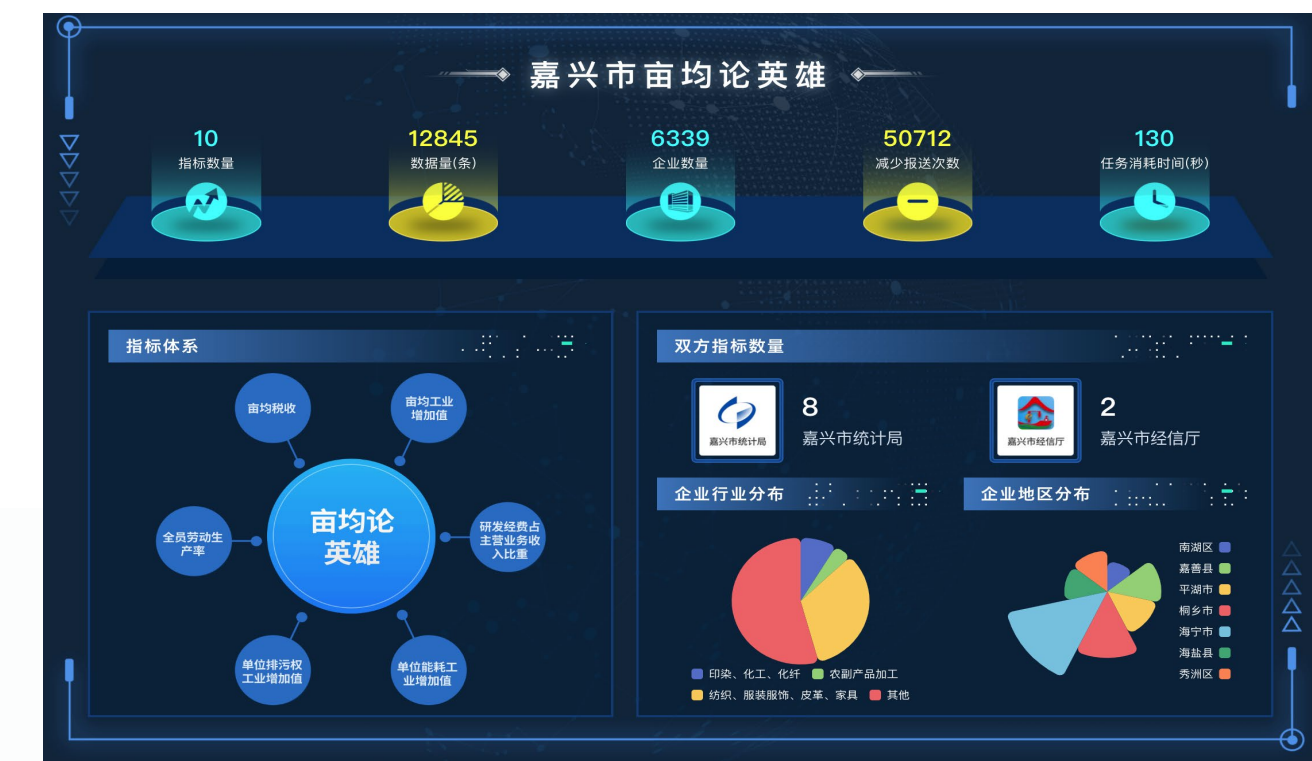 嘉兴市亩均论英雄
10
指标数量
12845
数据量(条)
6339
企业数量
50712
减少报送次数
130
任务消耗时间(秒)
指标体系
亩均税收
亩均工业
增加值
全员劳动生
产率
亩均论
英雄
研发经费占
主营业务收
入比重
单位排污权
工业增加值
单位能耗工
业增加值
双方指标数量
嘉兴市统计局
8
嘉兴市统计局
嘉兴市经信厅
2
嘉兴市经信厅
企业行业分布
印染、化工、化纤
农副产品加工
纺织、服装服饰、皮革、家具
其他
企业地区分布
南湖区
嘉善县
平湖市
桐乡市
海宁市
海盐县
秀洲区